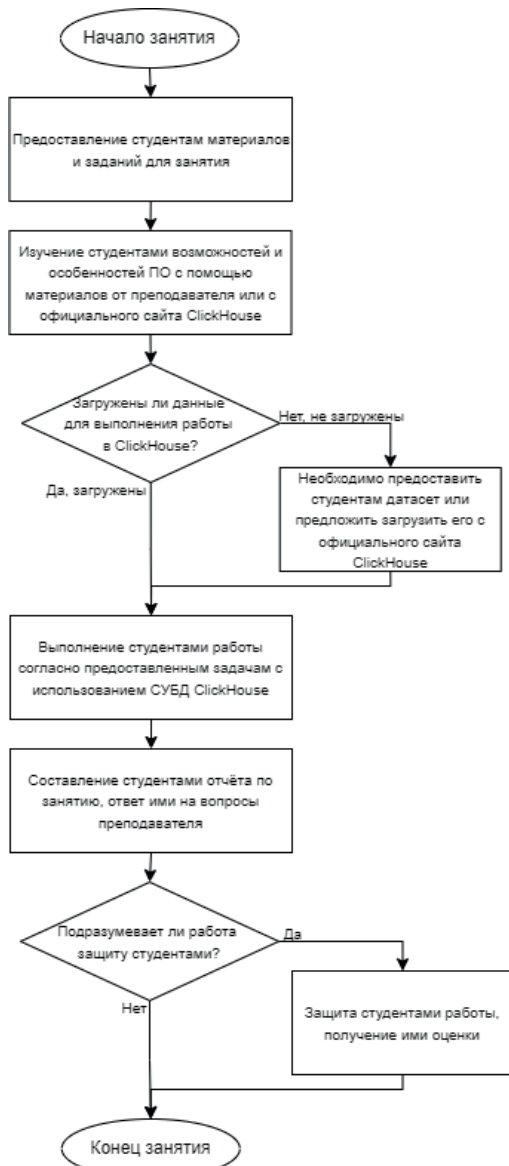 Начало занятия
Предоставление студентам материалов
и заданий для занятия
Изучение студентами возможностей и
особенностей ПО с помощью
материалов от преподавателя или с
официального сайта ClickHouse
Загружены ли данные
для выполнения работы
в ClickHouse?
Нет, не загружены
Да, загружены
Необходимо предоставить
студентам датасет или
предложить загрузить его с
официального сайта
ClickHouse
Выполнение студентами работы
согласно предоставленным задачам с
использованием СУБД ClickHouse
Составление студентами отчёта по
занятию, ответ ими на вопросы
преподавателя
Подразумевает ли работа
защиту студентами?
Да
Нет
Защита студентами работы,
получение ими оценки
Конец занятия